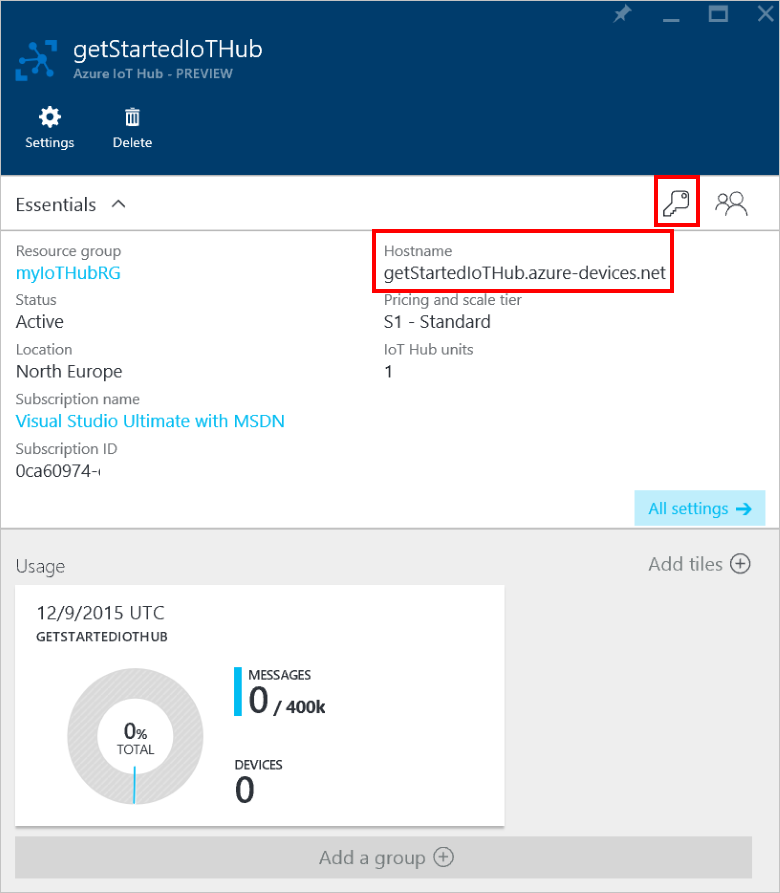 getStartedIoTHub
Azure IoT Hub - PREVIEW
Settings
Delete
Essentials
Resource group
myIoTHubRG
Status
Active
Location
North Europe
Subscription name
Visual Studio Ultimate with MSDN
Subscription ID
0ca60974-
Hostname
getStartedIoTHub.azure-devices.net
Pricing and scale tier
S1 - Standard
IoT Hub units
1
All settings →
Usage
Add tiles
12/9/2015 UTC
GETSTARTEDIOTHUB
0%
TOTAL
MESSAGES
0 / 400k
DEVICES
0
Add a group